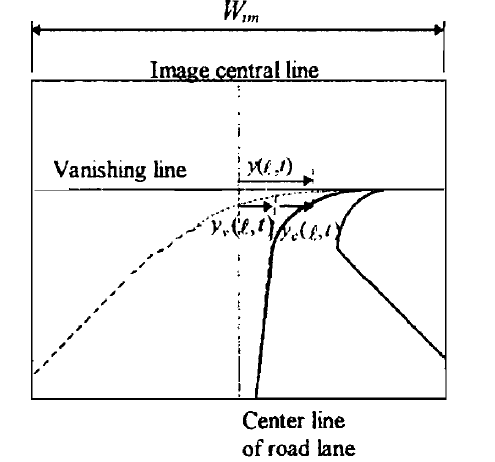 W_im
Image central line
Vanishing line
y(ℓ,t)
y_v(ℓ,t)
y_c(ℓ,t)
Center line
of road lane